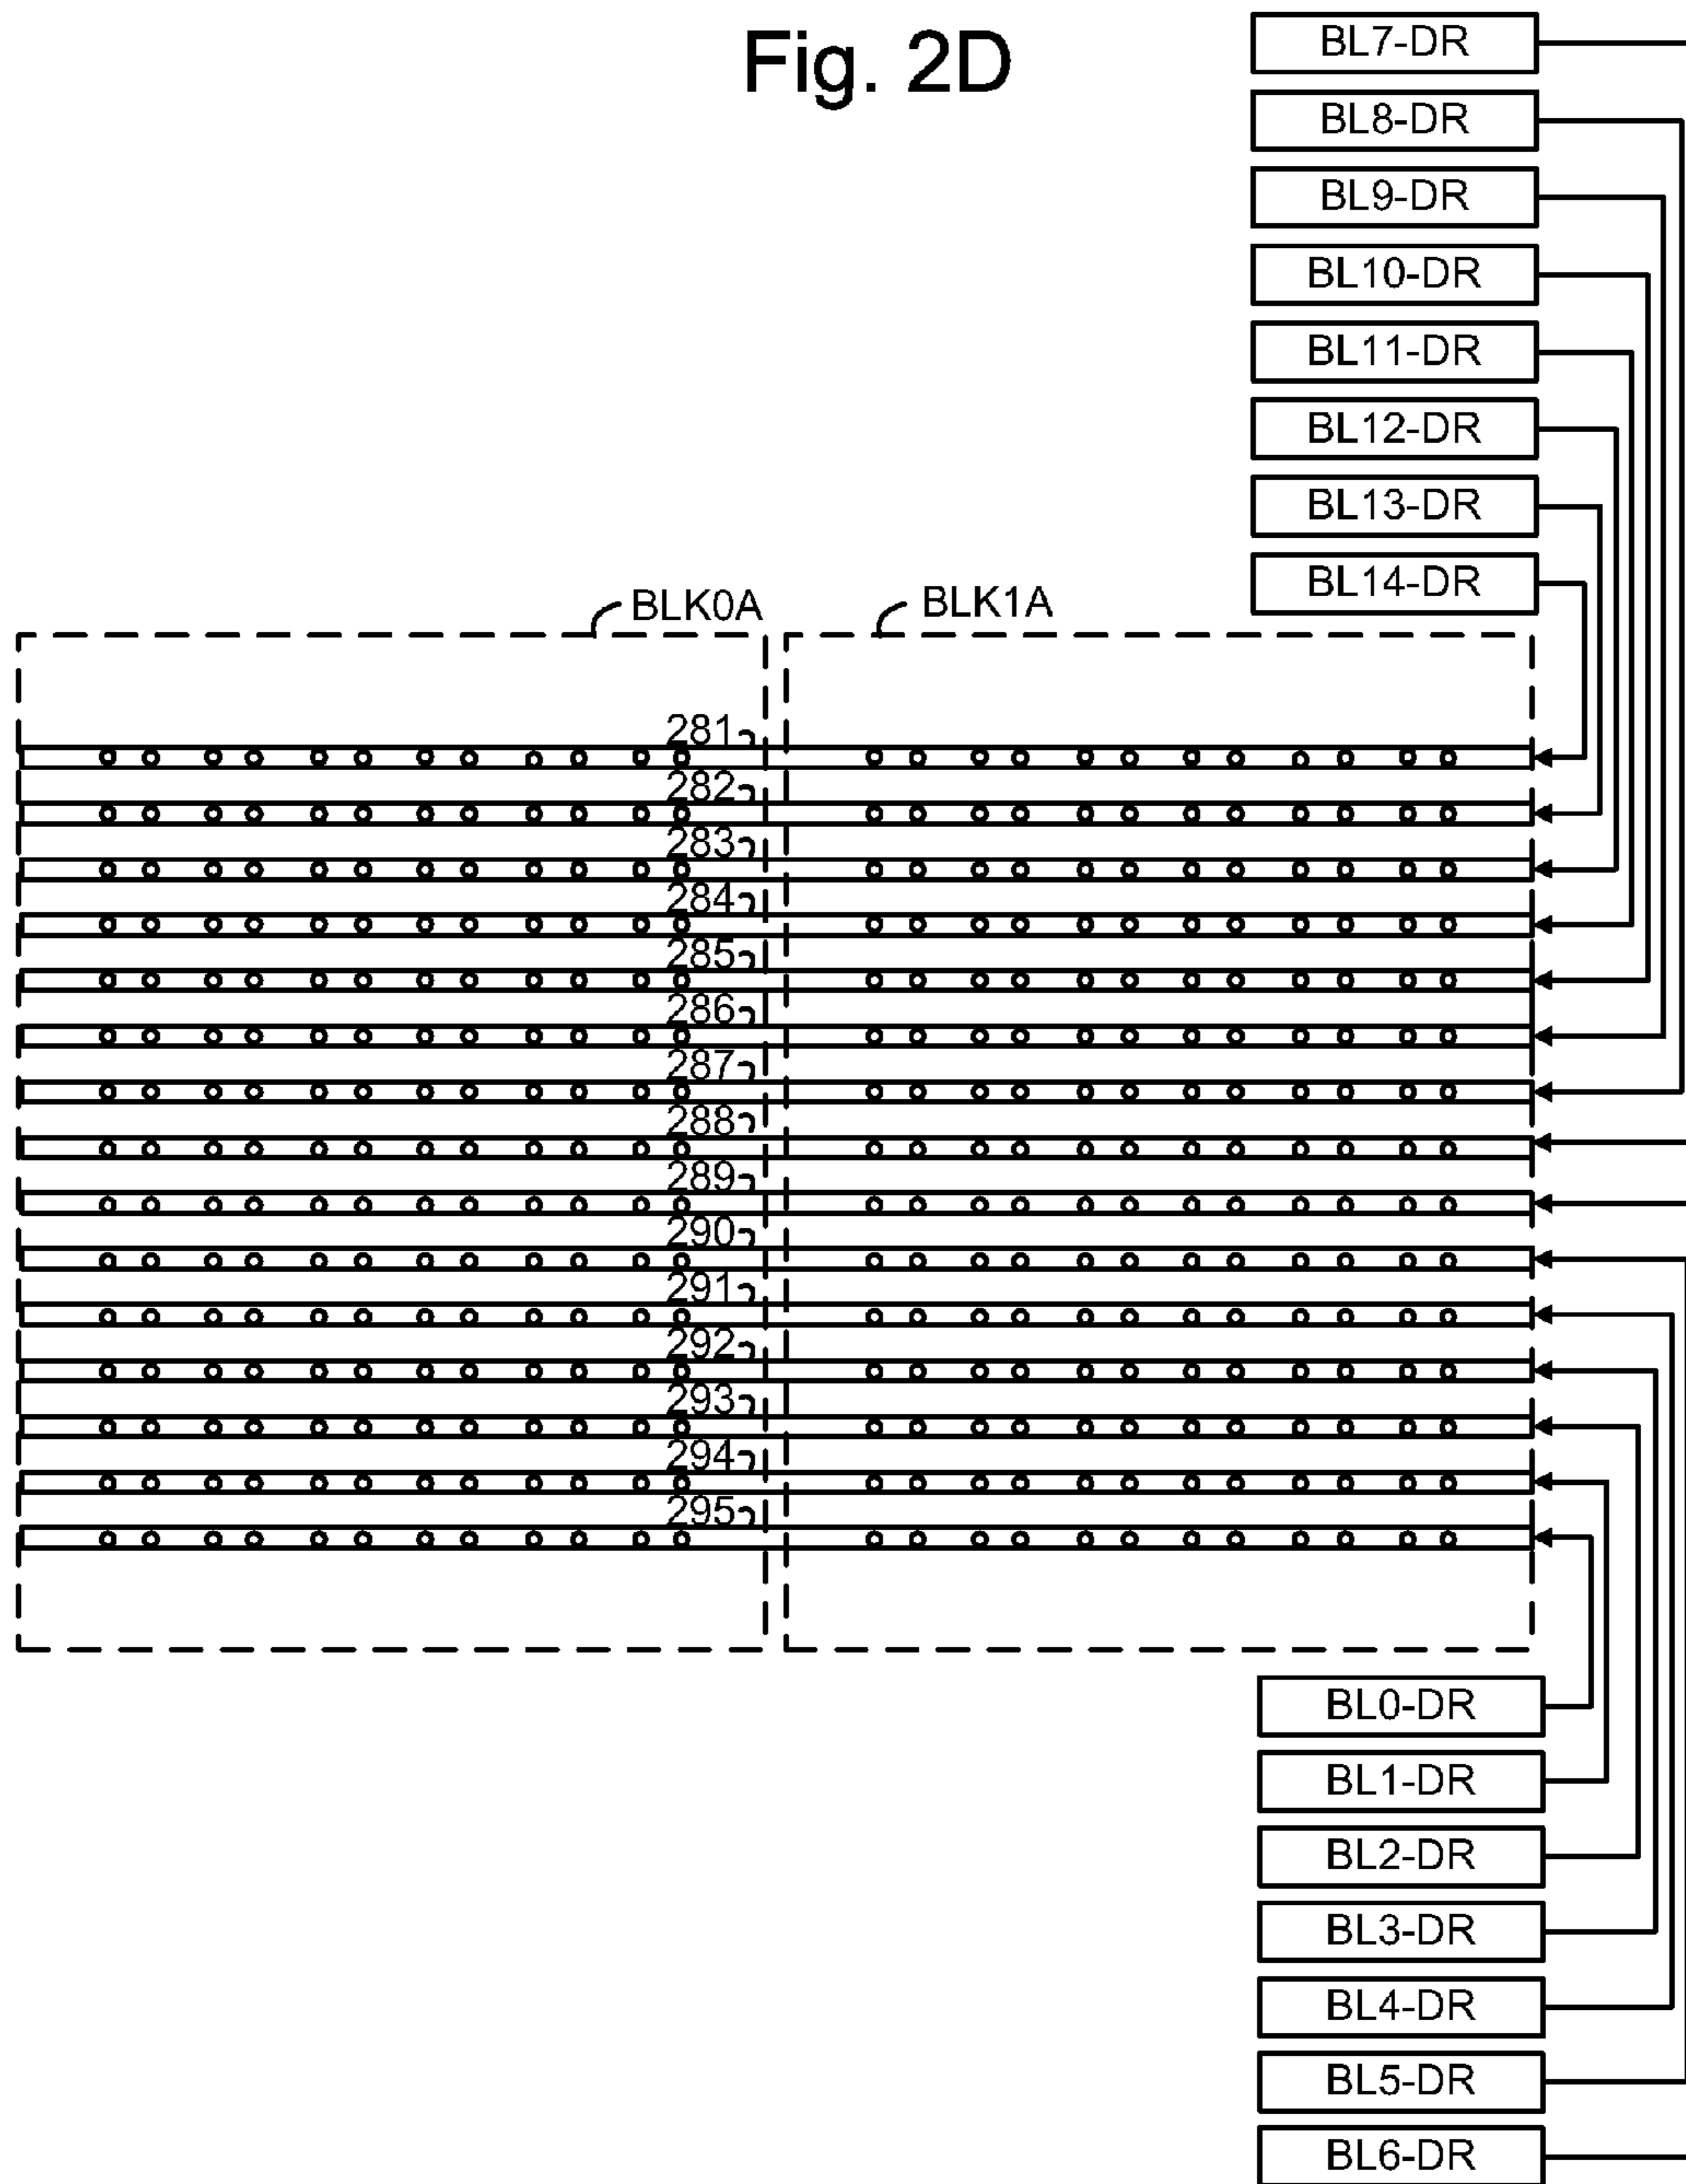 Fig. 2D
BL7-DR
BL8-DR
BL9-DR
BL10-DR
BL11-DR
BL12-DR
BL13-DR
BL14-DR
BLK0A
BLK1A
281
282
283
284
285
286
287
288
289
290
291
292
293
294
295
BL0-DR
BL1-DR
BL2-DR
BL3-DR
BL4-DR
BL5-DR
BL6-DR